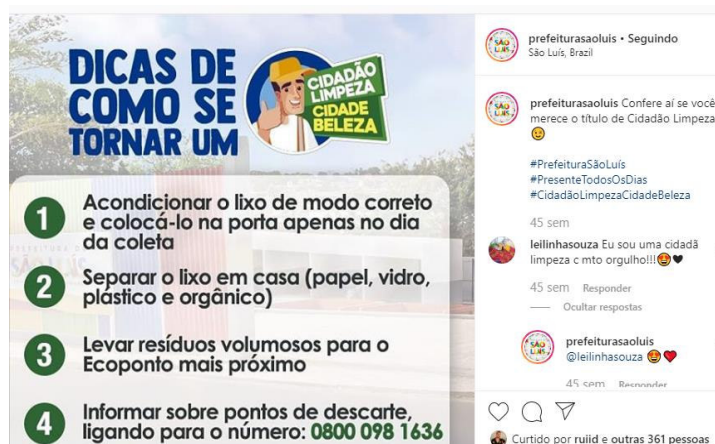 DICAS DE
COMO SE
TORNAR UM
CIDADÃO
LIMPEZA
CIDADE
BELEZA
1 Acondicionar o lixo de modo correto
e colocá-lo na porta apenas no dia
da coleta
2 Separar o lixo em casa (papel, vidro,
plástico e orgânico)
3 Levar resíduos volumosos para o
Ecoponto mais próximo
4 Informar sobre pontos de descarte,
ligando para o número: 0800 098 1636
SÃO LUÍS
prefeiturasaoluis • Seguindo
São Luís, Brazil
prefeiturasaoluis Confere aí se você
merece o título de Cidadão Limpeza
😉
#PrefeituraSãoLuís
#PresenteTodosOsDias
#CidadãoLimpezaCidadeBeleza
45 sem
leilinhasouza Eu sou uma cidadã
limpeza c mto orgulho!!!🤩🖤
45 sem Responder
Ocultar respostas
prefeiturasaoluis
@leilinhasouza 🤩❤️
45 sem Responder
Curtido por ruiid e outras 361 pessoas